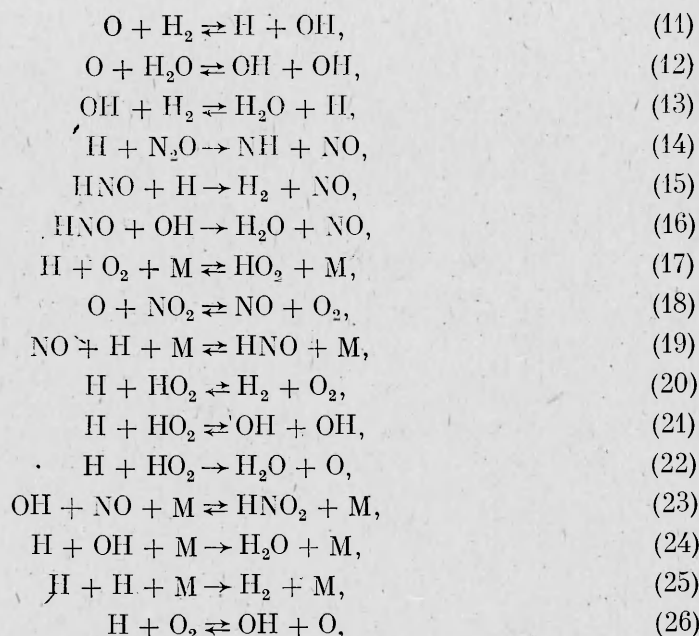 O + H₂ ⇄ H + OH, (11)
O + H₂O ⇄ OH + OH, (12)
OH + H₂ ⇄ H₂O + H, (13)
H + N₂O → NH + NO, (14)
HNO + H → H₂ + NO, (15)
HNO + OH → H₂O + NO, (16)
H + O₂ + M ⇄ HO₂ + M, (17)
O + NO₂ ⇄ NO + O₂, (18)
NO + H + M ⇄ HNO + M, (19)
H + HO₂ ⇄ H₂ + O₂, (20)
H + HO₂ ⇄ OH + OH, (21)
H + HO₂ → H₂O + O, (22)
OH + NO + M ⇄ HNO₂ + M, (23)
H + OH + M → H₂O + M, (24)
H + H + M → H₂ + M, (25)
H + O₂ ⇄ OH + O, (26)